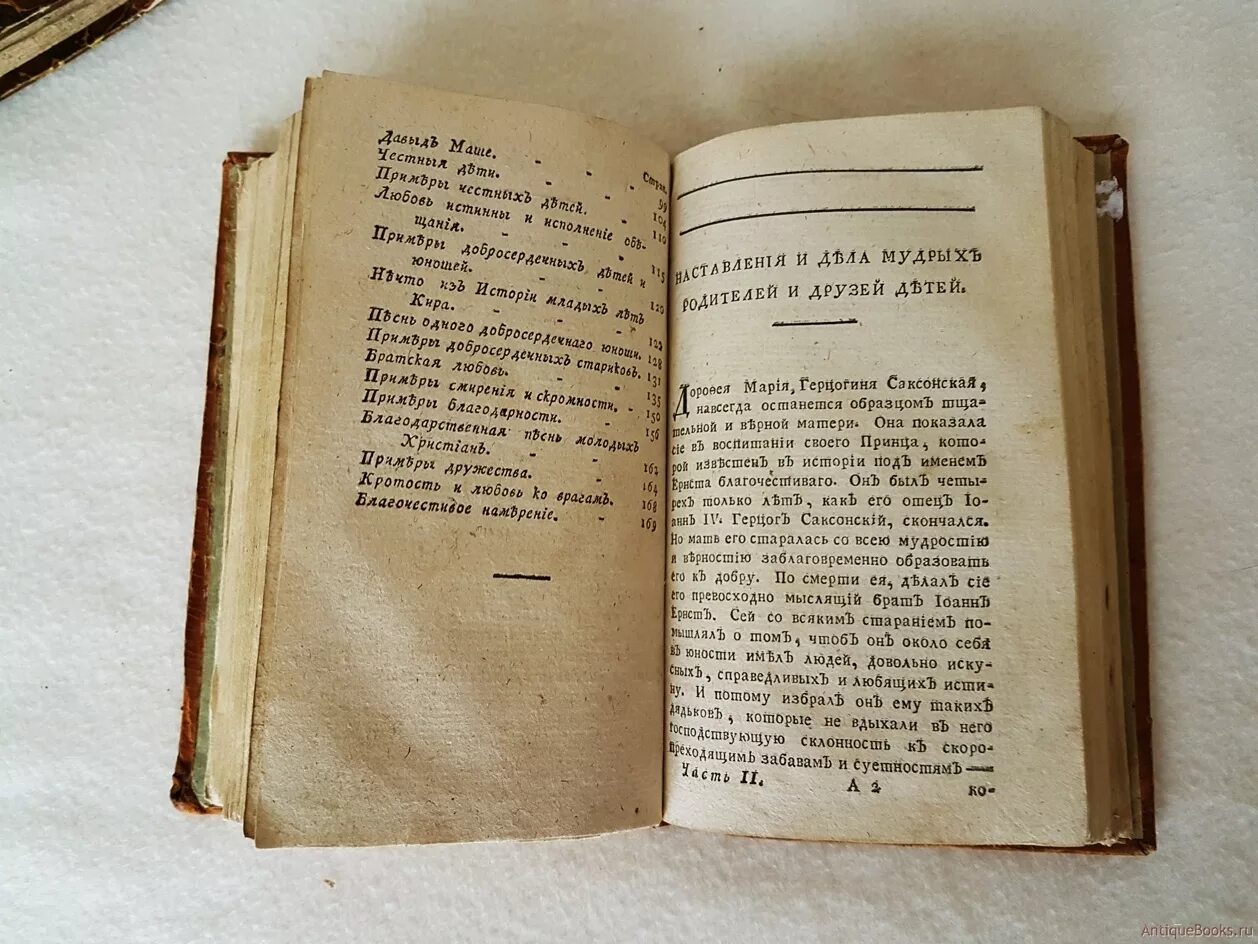 Стран.
Давыдъ Маше. - - - 99
Честныя дѣти. - - - 104
Примѣры честныхъ дѣтей. - 110
Любовь истинны и исполненіе обѣ-
щанія. - - - - 115
Примѣры добросердечныхъ дѣтей и
юношей. - - - - 120
Нѣчто изъ Исторіи младыхъ лѣтъ
Кира. - - - - 122
Пѣснь одного добросердечнаго юноши. 128
Примѣры добросердечныхъ стариковъ. 131
Братская любовь. - - - 135
Примѣры смиренія и скромности. - 150
Примѣры благодарности. - 156
Благодарственная пѣснь молодыхъ
Христіанъ. - - - 162
Примѣры дружества. - - 164
Кротость и любовь ко врагамъ. - 168
Благочестивое намѣреніе. - 169
НАСТАВЛЕНІЯ И ДѢЛА МУДРЫХЪ
РОДИТЕЛЕЙ И ДРУЗЕЙ ДѢТЕЙ.
Дороѳея Марія, Герцогиня Саксонская,
навсегда останется образцомъ тща-
тельной и вѣрной матери. Она показала
сіе въ воспитаніи своего Принца, кото-
рой извѣстенъ въ исторіи подъ именемъ
Ернеста благочестиваго. Онъ былъ четы-
рехъ только лѣтъ, какъ его отецъ Іо-
аннъ IV. Герцогъ Саксонскій, скончался.
Но мать его старалась со всею мудростію
и вѣрностію заблаговременно образовать
его къ добру. По смерти ея, дѣлалъ сіе
его превосходно мыслящій братъ Іоаннъ
Ернстъ. Сей со всякимъ стараніемъ по-
мышлялъ о томъ, чтобъ онъ около себя
въ юности имѣлъ людей, довольно иску-
сныхъ, справедливыхъ и любящихъ исти-
ну. И потому избралъ онъ ему такихъ
дядьковъ, которые не вдыхали въ него
господствующую склонность къ скоро-
преходящимъ забавамъ и суетностямъ —
Часть II. А 2 ко-
AntiqueBooks.ru